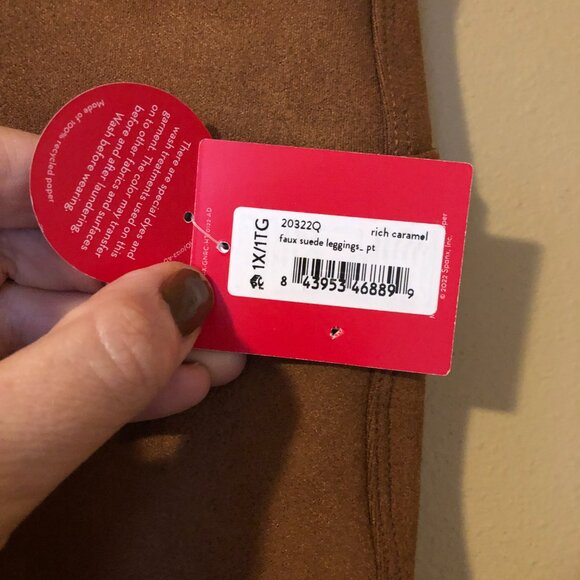 There are special dyes and
wash treatments used on this
garment. The color may transfer
on to other fabrics and surfaces
before and after laundering.
Wash before wearing.
Made of 100% recycled paper
1X/1TG
20322Q
rich caramel
faux suede leggings_ pt
8 43953 46889 9
© 2022 Spanx, Inc.